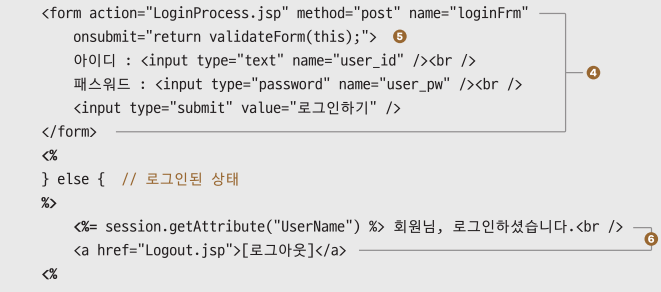 <form action="LoginProcess.jsp" method="post" name="loginFrm"
onsubmit="return validateForm(this);"> ❺
아이디 : <input type="text" name="user_id" /><br />
패스워드 : <input type="password" name="user_pw" /><br />
❹
<input type="submit" value="로그인하기" />
</form>
<%
} else { // 로그인된 상태
%>
<%= session.getAttribute("UserName") %> 회원님, 로그인하셨습니다.<br />
❻
<a href="Logout.jsp">[로그아웃]</a>
<%